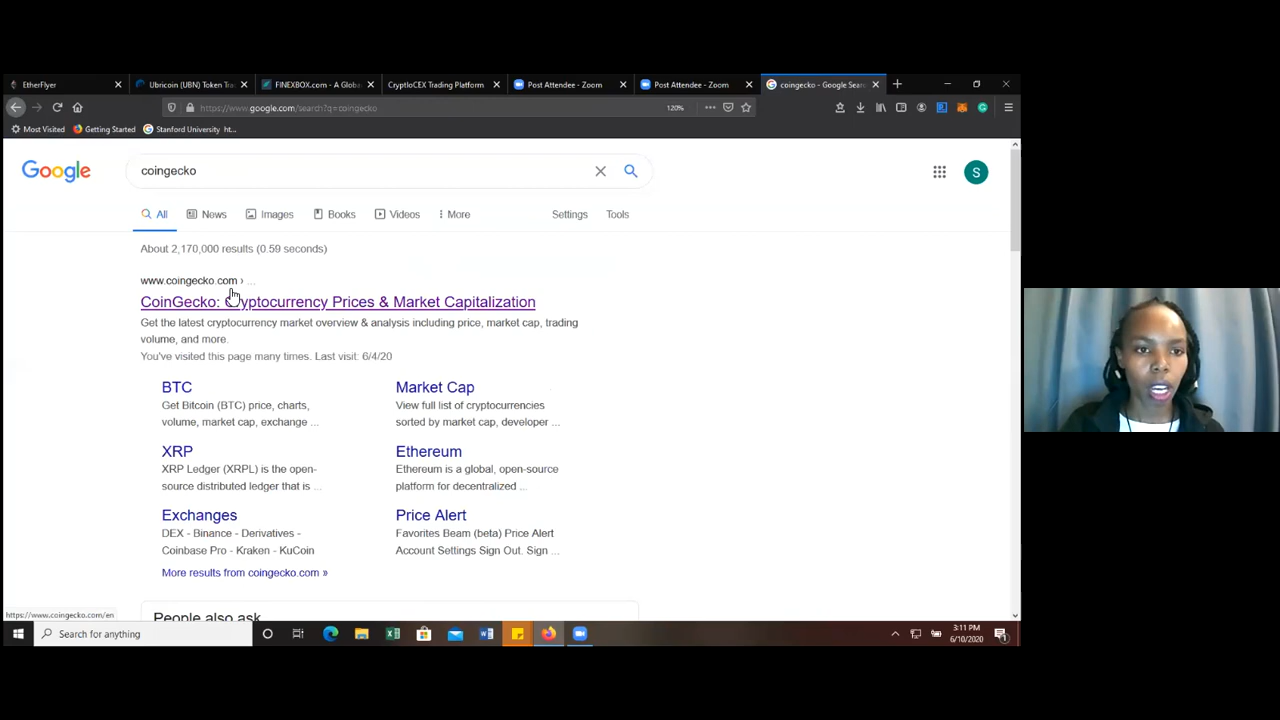 EtherFlyer
Ubricoin (UBN) Token Tra
FINEXBOX.com - A Globa
CryptloCEX Trading Platform
Post Attendee - Zoom
Post Attendee - Zoom
coingecko - Google Sear
https://www.google.com/search?q=coingecko
120%
Most Visited
Getting Started
Stanford University ht...
Google
coingecko
S
All
News
Images
Books
Videos
More
Settings
Tools
About 2,170,000 results (0.59 seconds)
www.coingecko.com › ...
CoinGecko: Cryptocurrency Prices & Market Capitalization
Get the latest cryptocurrency market overview & analysis including price, market cap, trading
volume, and more.
You've visited this page many times. Last visit: 6/4/20
BTC
Get Bitcoin (BTC) price, charts,
volume, market cap, exchange ...
Market Cap
View full list of cryptocurrencies
sorted by market cap, developer ...
XRP
XRP Ledger (XRPL) is the open-
source distributed ledger that is ...
Ethereum
Ethereum is a global, open-source
platform for decentralized ...
Exchanges
DEX - Binance - Derivatives -
Coinbase Pro - Kraken - KuCoin
Price Alert
Favorites Beam (beta) Price Alert
Account Settings Sign Out. Sign ...
More results from coingecko.com »
People also ask
https://www.coingecko.com/en
Search for anything
3:11 PM
6/10/2020